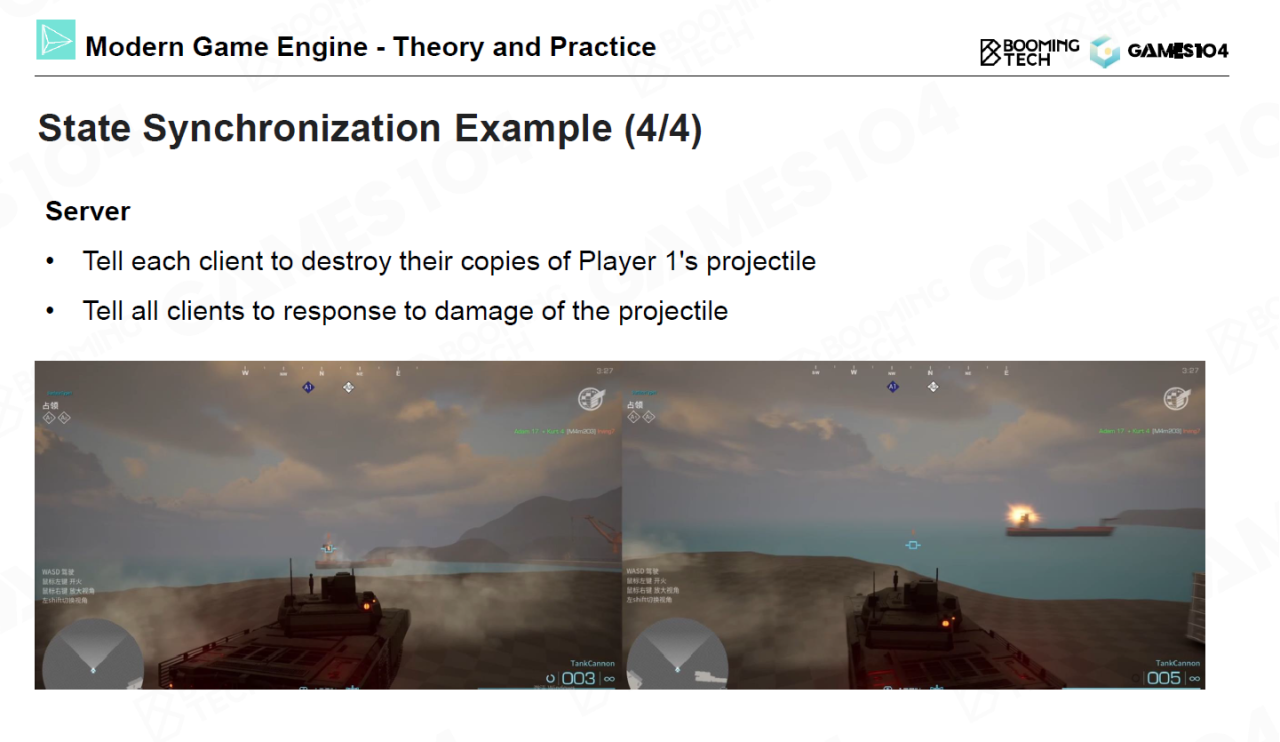 Modern Game Engine - Theory and Practice
BOOMING
TECH
GAMES104
State Synchronization Example (4/4)
Server
• Tell each client to destroy their copies of Player 1's projectile
• Tell all clients to response to damage of the projectile
W N E
3:27
A1
占领
WASD 驾驶
鼠标左键 开火
鼠标右键 放大视角
左shift切换视角
TankCannon
003 ∞
W N E
3:27
A1
占领
WASD 驾驶
鼠标左键 开火
鼠标右键 放大视角
左shift切换视角
TankCannon
005 ∞